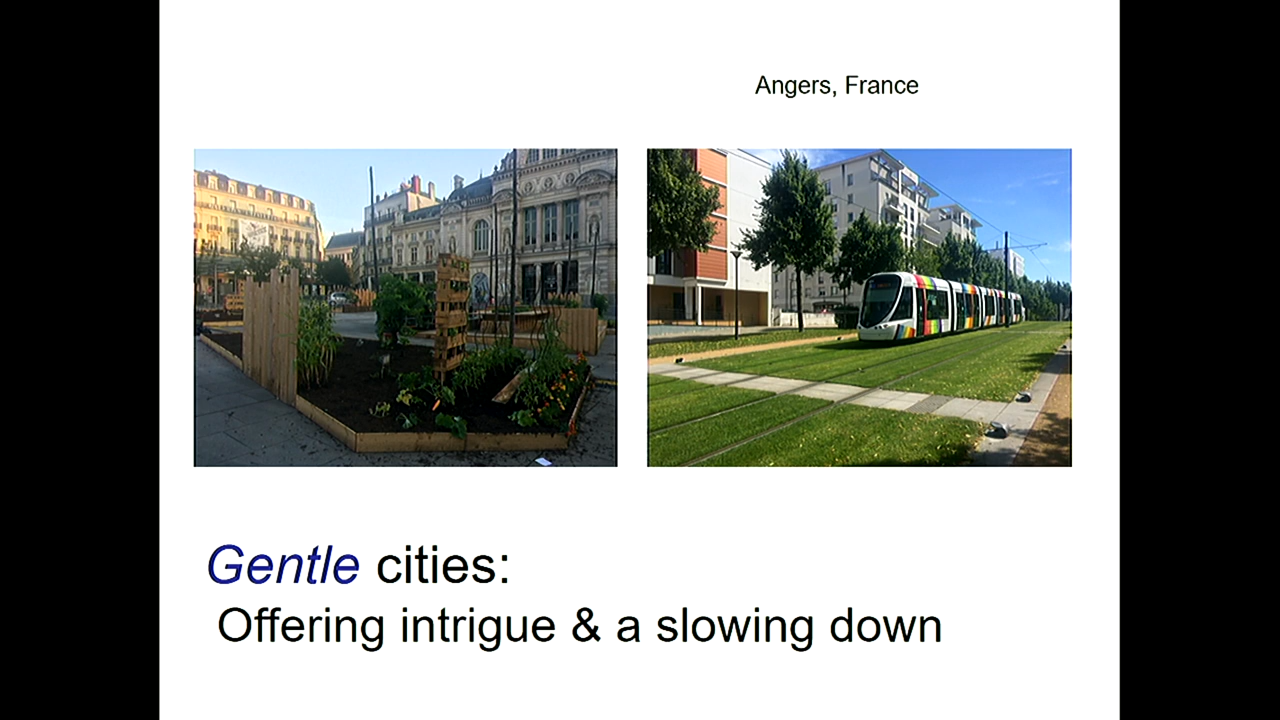 Angers, France
Gentle cities:
Offering intrigue & a slowing down